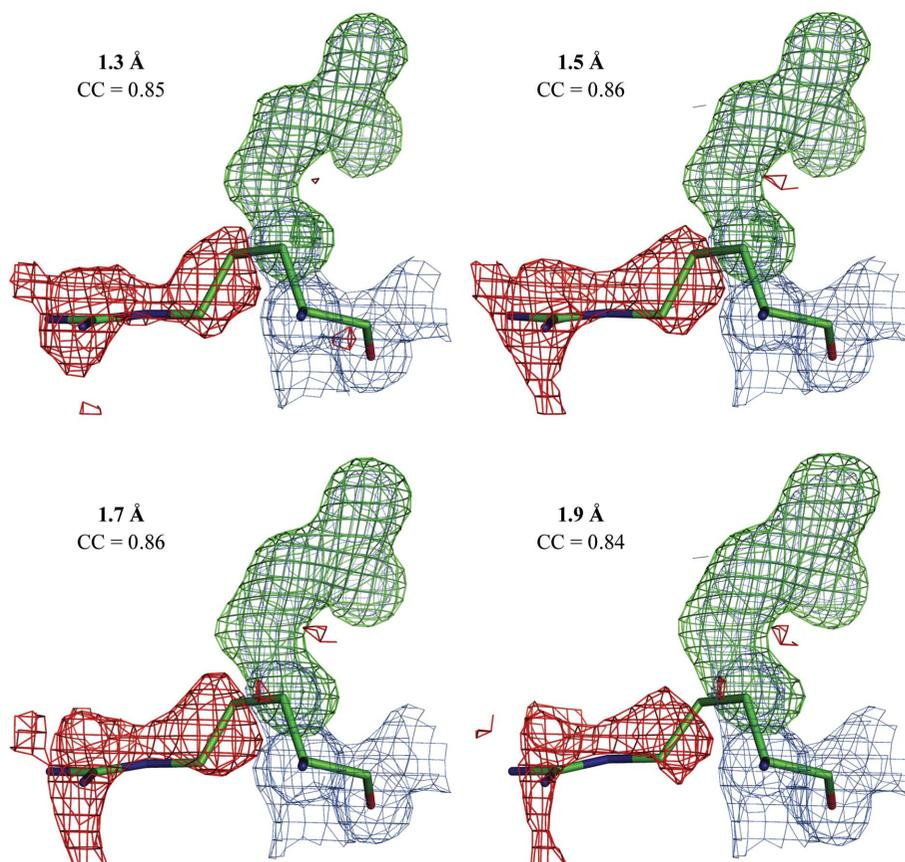 1.3 Å
CC = 0.85
1.5 Å
CC = 0.86
1.7 Å
CC = 0.86
1.9 Å
CC = 0.84